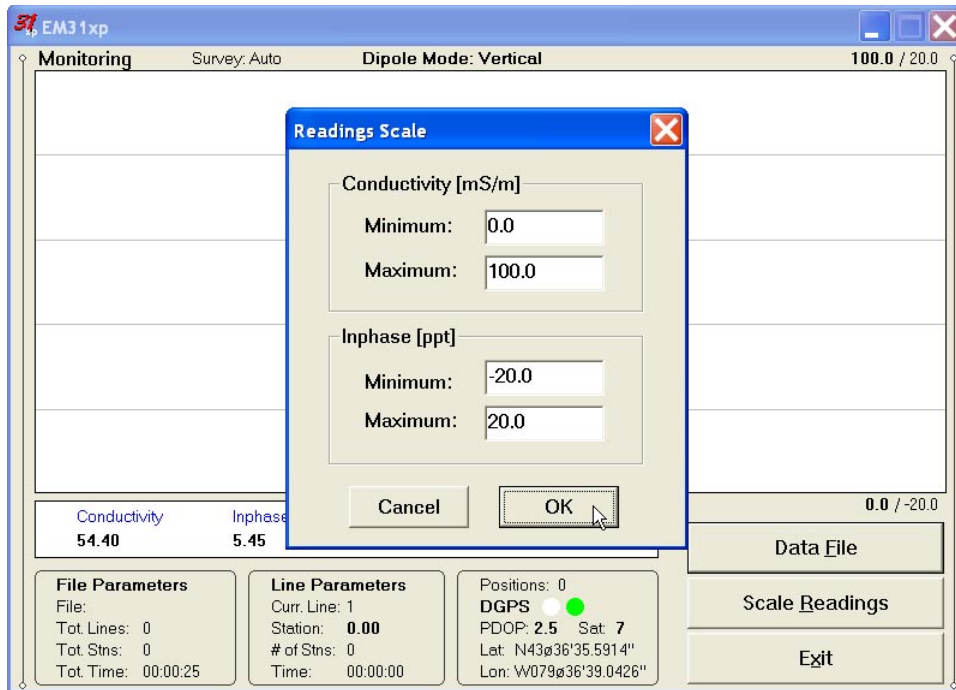 31xp EM31xp
Monitoring Survey: Auto Dipole Mode: Vertical 100.0 / 20.0
Readings Scale
Conductivity [mS/m]
Minimum: 0.0
Maximum: 100.0
Inphase [ppt]
Minimum: -20.0
Maximum: 20.0
Cancel OK
0.0 / -20.0
Conductivity Inphase
54.40 5.45
Data File
Scale Readings
Exit
File Parameters
File:
Tot. Lines: 0
Tot. Stns: 0
Tot. Time: 00:00:25
Line Parameters
Curr. Line: 1
Station: 0.00
# of Stns: 0
Time: 00:00:00
Positions: 0
DGPS
PDOP: 2.5 Sat: 7
Lat: N43ø36'35.5914"
Lon: W079ø36'39.0426"